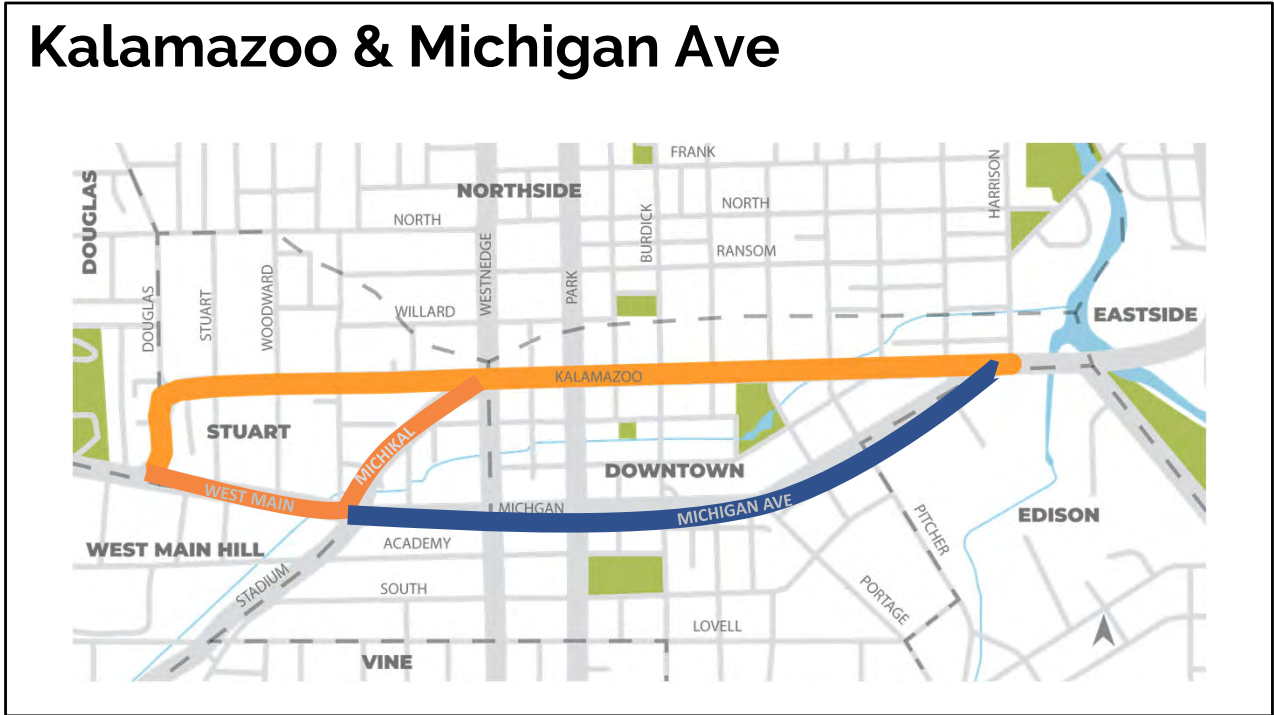 Kalamazoo & Michigan Ave
FRANK
DOUGLAS
HARRISON
NORTHSIDE
NORTH
NORTH
BURDICK
WESTNEDGE
RANSOM
WOODWARD
PARK
DOUGLAS
STUART
WILLARD
EASTSIDE
KALAMAZOO
STUART
MICHIKAL
DOWNTOWN
WEST MAIN
MICHGAN
MICHIGAN AVE
EDISON
PITCHER
ACADEMY
WEST MAIN HILL
STADIUM
SOUTH
PORTAGE
LOVELL
VINE